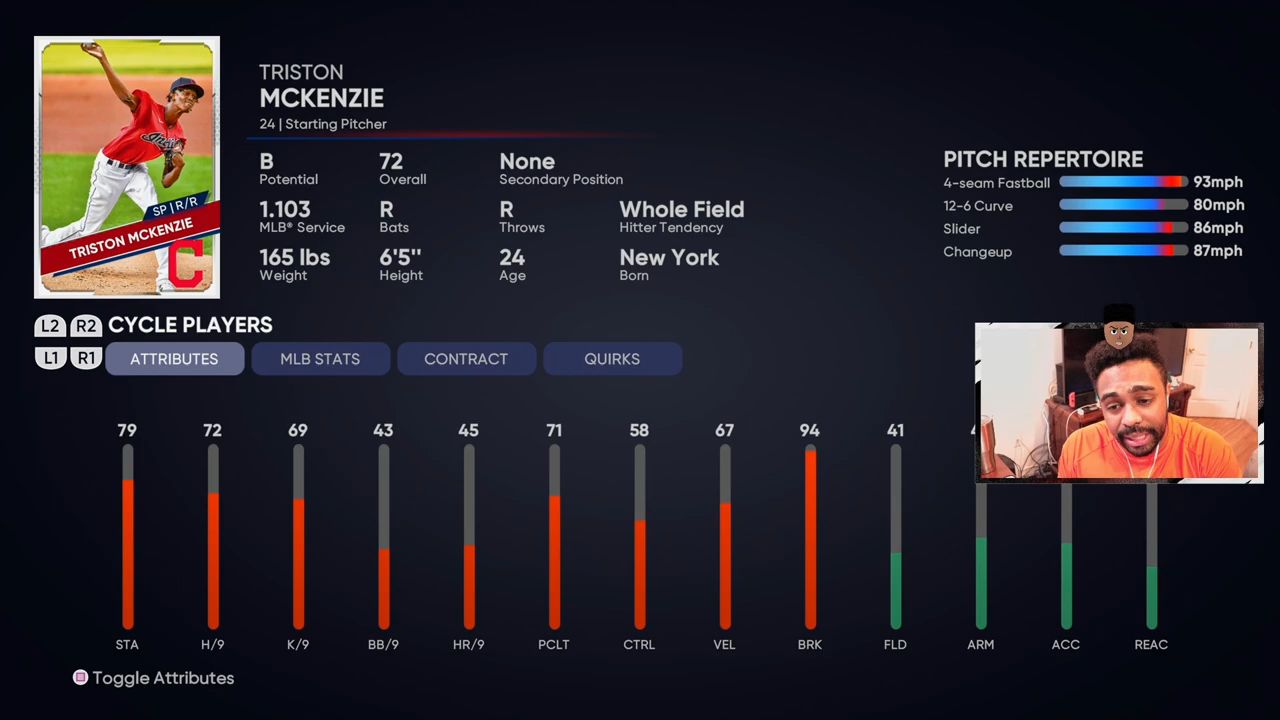 TRISTON
MCKENZIE
24 | Starting Pitcher
B
Potential
72
Overall
None
Secondary Position
1.103
MLB® Service
R
Bats
R
Throws
Whole Field
Hitter Tendency
165 lbs
Weight
6'5''
Height
24
Age
New York
Born
SP | R/R
TRISTON MCKENZIE
C
PITCH REPERTOIRE
4-seam Fastball 93mph
12-6 Curve 80mph
Slider 86mph
Changeup 87mph
L2 R2 CYCLE PLAYERS
L1 R1 ATTRIBUTES MLB STATS CONTRACT QUIRKS
79 72 69 43 45 71 58 67 94 41
STA H/9 K/9 BB/9 HR/9 PCLT CTRL VEL BRK FLD ARM ACC REAC
Toggle Attributes